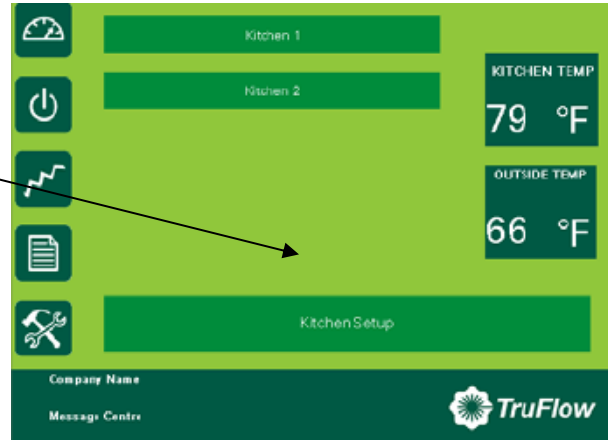 Kitchen 1
Kitchen 2
KITCHEN TEMP
79 °F
OUTSIDE TEMP
66 °F
Kitchen Setup
Company Name
Message Centre
TruFlow